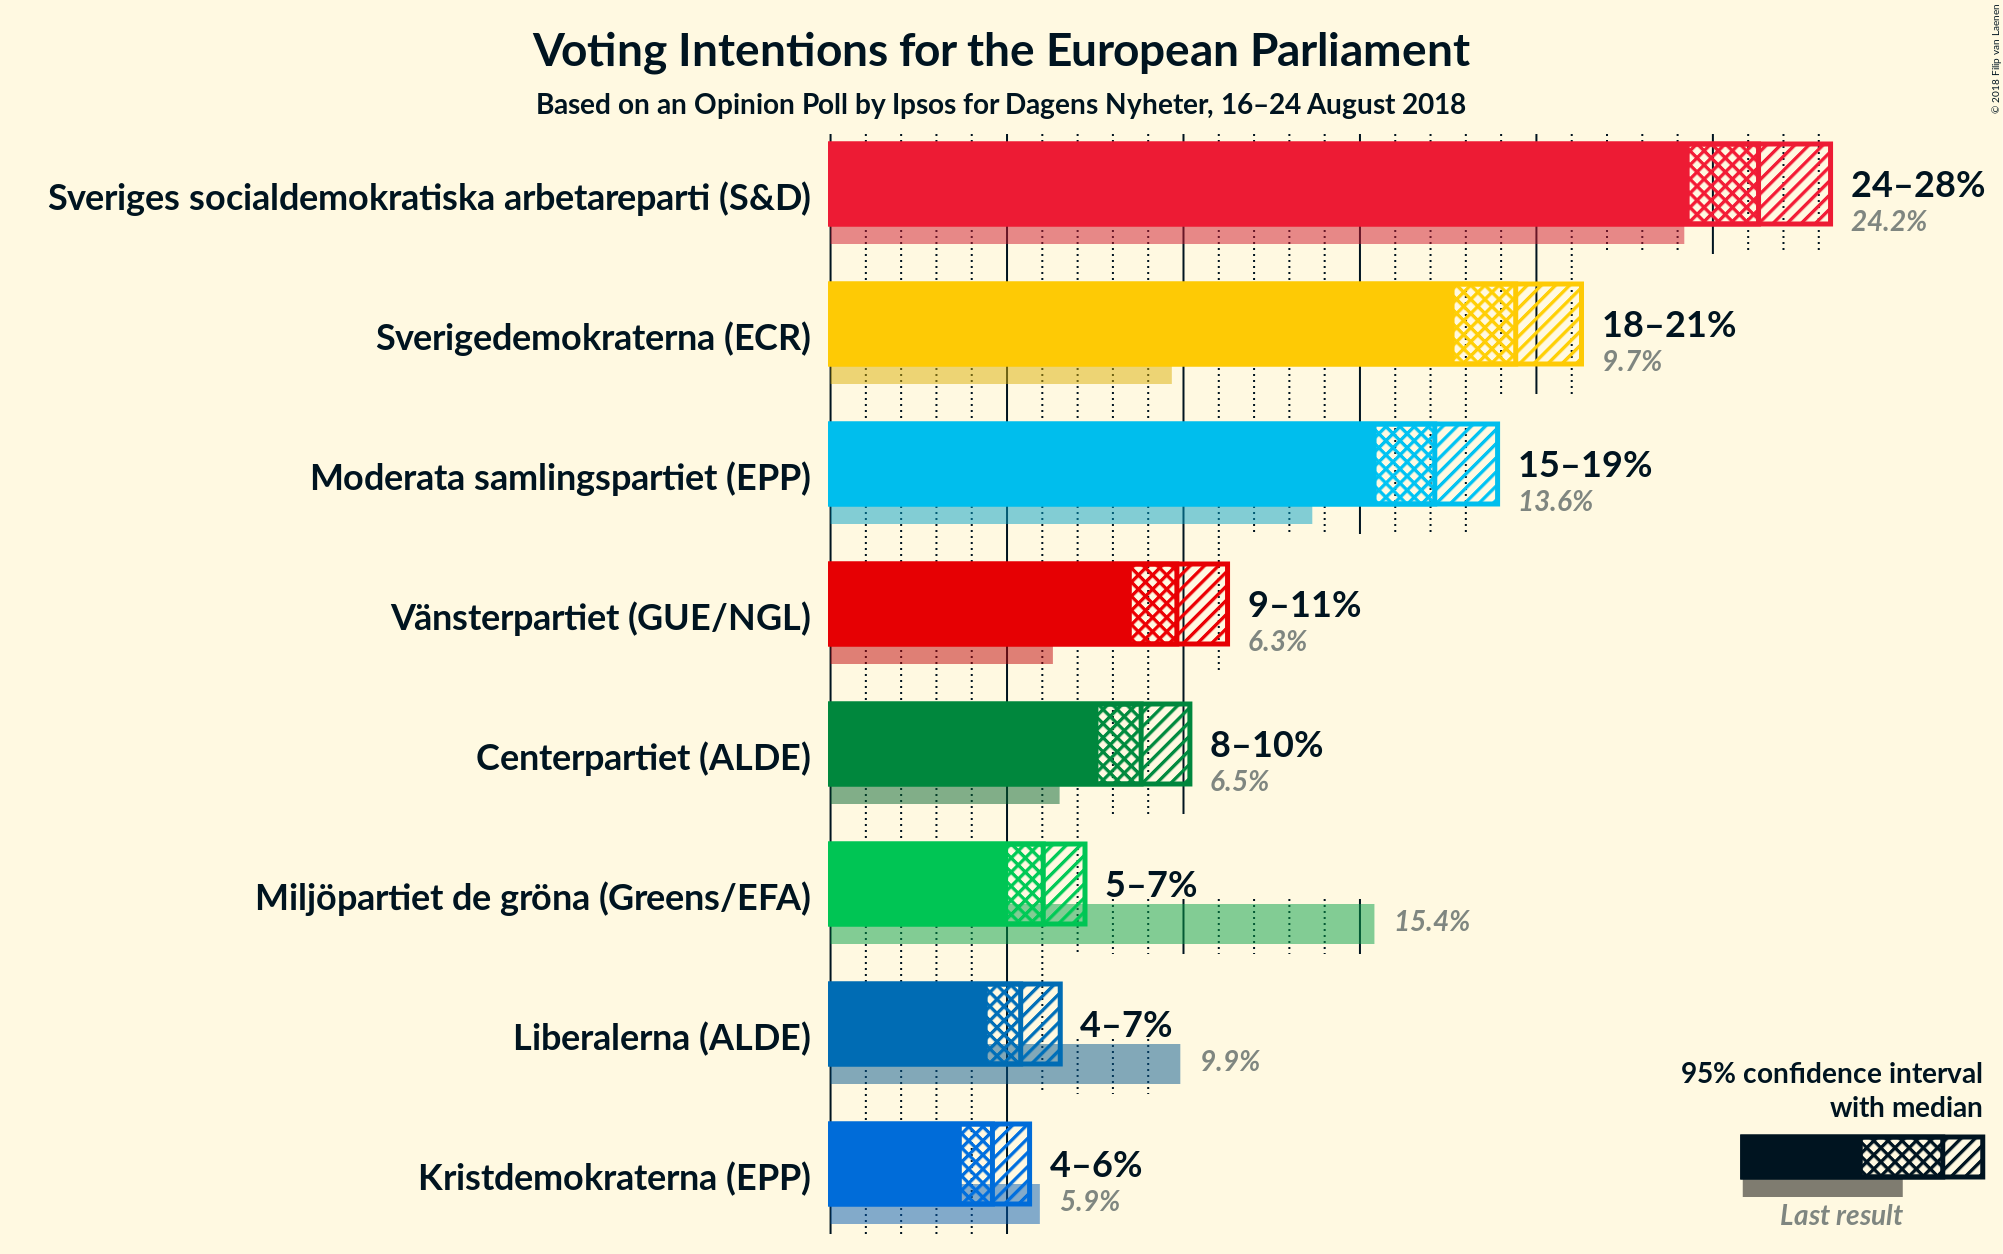 Voting Intentions for the European Parliament
Based on an Opinion Poll by Ipsos for Dagens Nyheter, 16–24 August 2018
© 2018 Filip van Laenen
Sveriges socialdemokratiska arbetareparti (S&D)
24–28%
24.2%
Sverigedemokraterna (ECR)
18–21%
9.7%
Moderata samlingspartiet (EPP)
15–19%
13.6%
Vänsterpartiet (GUE/NGL)
9–11%
6.3%
Centerpartiet (ALDE)
8–10%
6.5%
Miljöpartiet de gröna (Greens/EFA)
5–7%
15.4%
Liberalerna (ALDE)
4–7%
9.9%
Kristdemokraterna (EPP)
4–6%
5.9%
95% confidence interval
with median
Last result